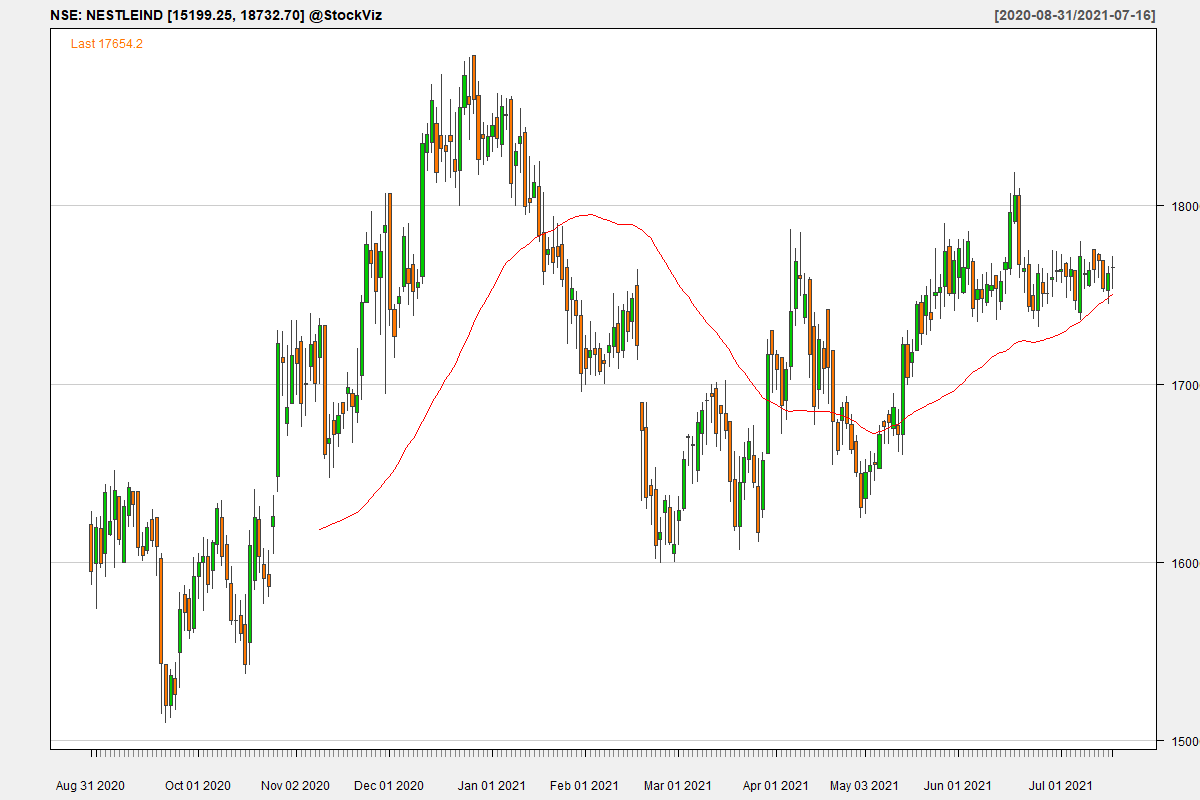 NSE: NESTLEIND [15199.25, 18732.70] @StockViz [2020-08-31/2021-07-16]
Last 17654.2
1800
1700
1600
1500
Aug 31 2020 Oct 01 2020 Nov 02 2020 Dec 01 2020 Jan 01 2021 Feb 01 2021 Mar 01 2021 Apr 01 2021 May 03 2021 Jun 01 2021 Jul 01 2021